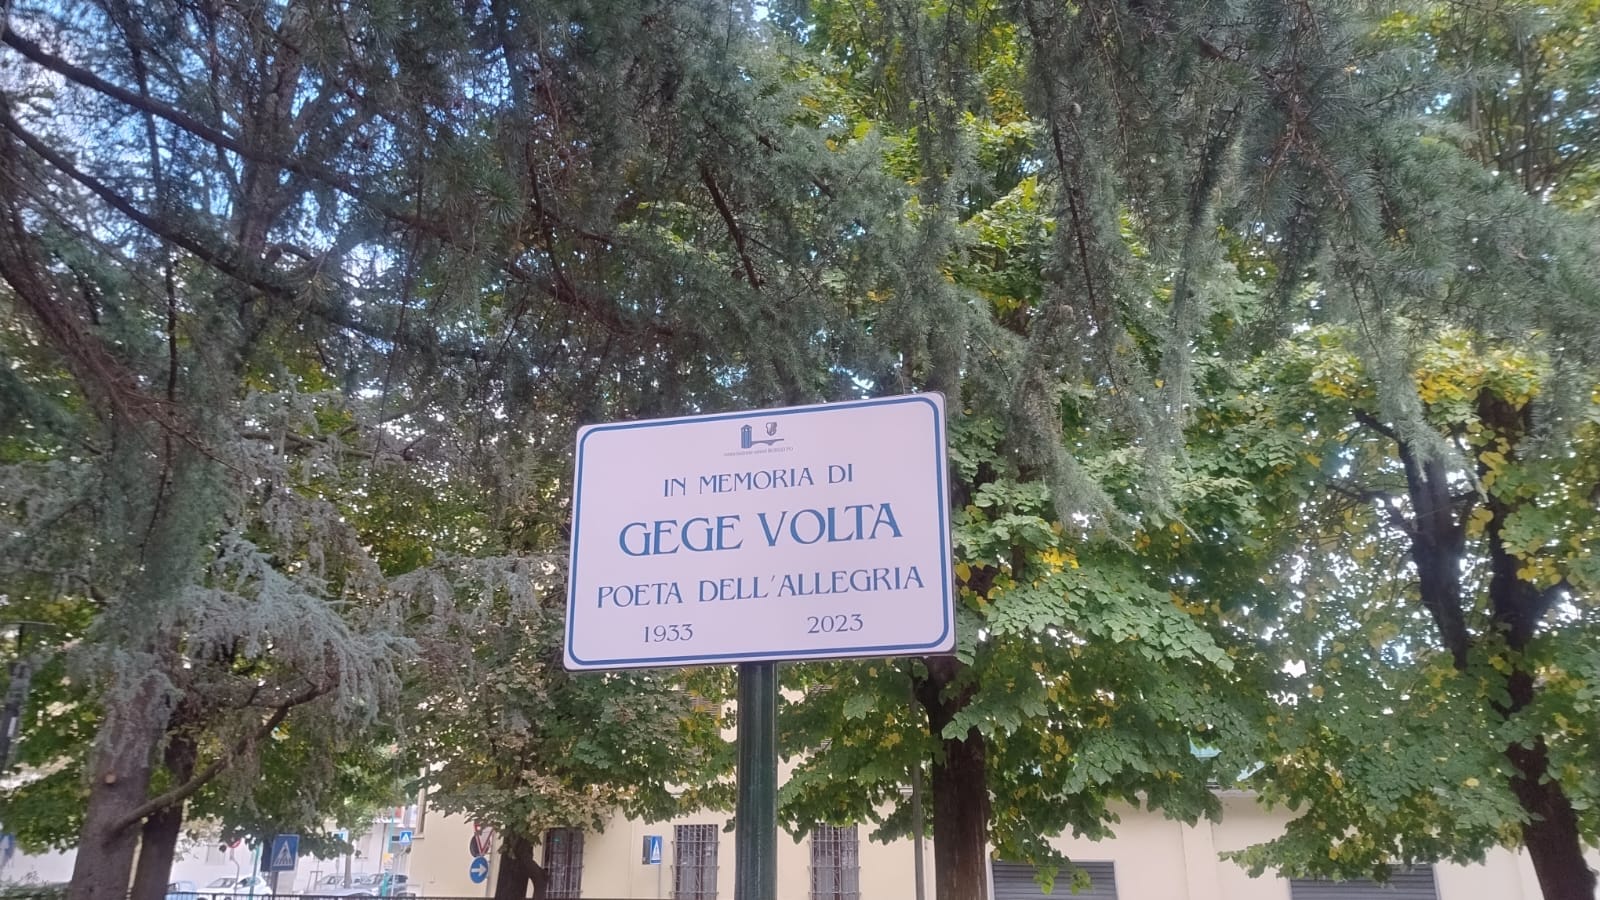 IN MEMORIA DI
GEGE VOLTA
POETA DELL'ALLEGRIA
1933 2023